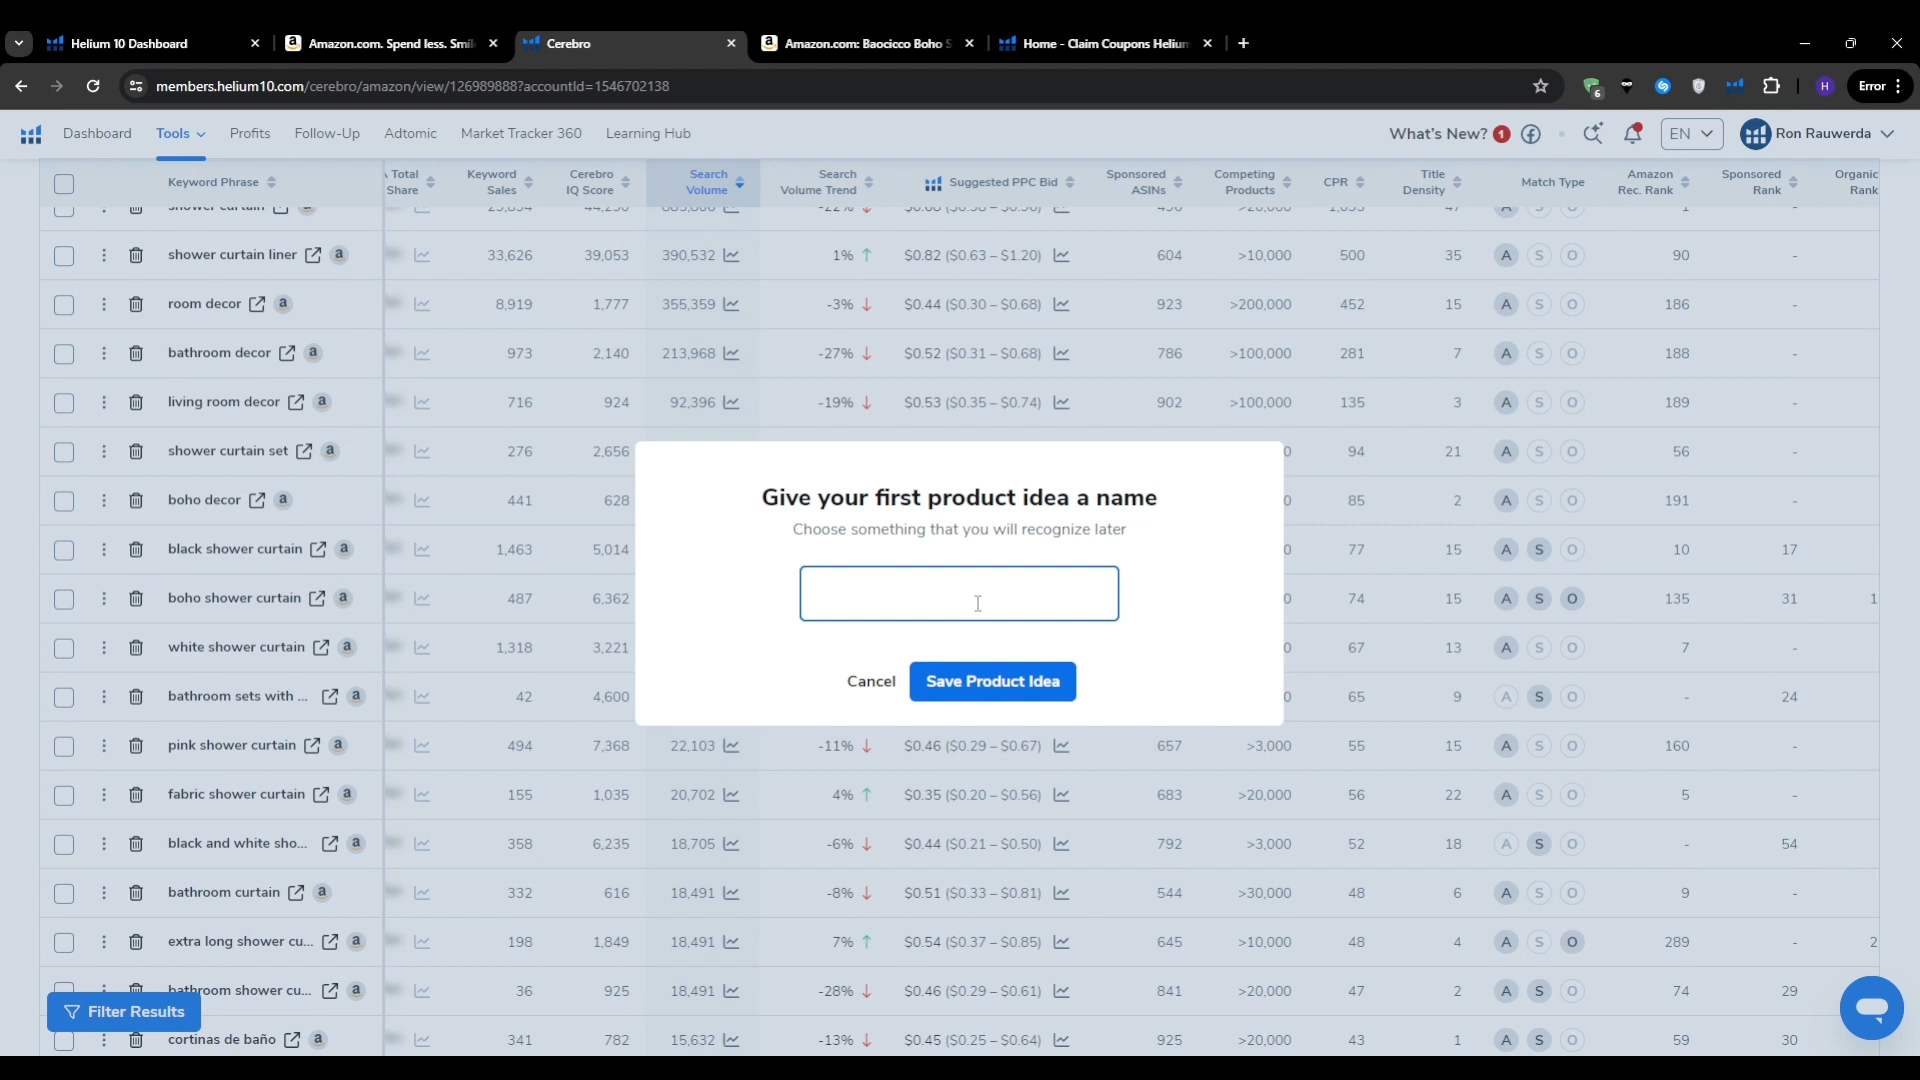 Helium 10 Dashboard
Amazon.com. Spend less. Smil
Cerebro
Amazon.com: Baocicco Boho S
Home - Claim Coupons Helium
members.helium10.com/cerebro/amazon/view/126989888?accountId=1546702138
6
H
Error
Dashboard Tools Profits Follow-Up Adtomic Market Tracker 360 Learning Hub
What's New? 1 EN Ron Rauwerda
Keyword Phrase
Total Share
Keyword Sales
Cerebro IQ Score
Search Volume
Search Volume Trend
Suggested PPC Bid
Sponsored ASINs
Competing Products
CPR
Title Density
Match Type
Amazon Rec. Rank
Sponsored Rank
Organic Rank
shower curtain liner a 33,626 39,053 390,532 1% $0.82 ($0.63 – $1.20) 604 >10,000 500 35 A S O 90 -
room decor a 8,919 1,777 355,359 -3% $0.44 ($0.30 – $0.68) 923 >200,000 452 15 A S O 186 -
bathroom decor a 973 2,140 213,968 -27% $0.52 ($0.31 – $0.68) 786 >100,000 281 7 A S O 188 -
living room decor a 716 924 92,396 -19% $0.53 ($0.35 – $0.74) 902 >100,000 135 3 A S O 189 -
shower curtain set a 276 2,656 0 94 21 A S O 56 -
boho decor a 441 628 0 85 2 A S O 191 -
black shower curtain a 1,463 5,014 0 77 15 A S O 10 17
boho shower curtain a 487 6,362 0 74 15 A S O 135 31 1
white shower curtain a 1,318 3,221 0 67 13 A S O 7 -
bathroom sets with ... a 42 4,600 0 65 9 A S O - 24
Give your first product idea a name
Choose something that you will recognize later
Cancel Save Product Idea
pink shower curtain a 494 7,368 22,103 -11% $0.46 ($0.29 – $0.67) 657 >3,000 55 15 A S O 160 -
fabric shower curtain a 155 1,035 20,702 4% $0.35 ($0.20 – $0.56) 683 >20,000 56 22 A S O 5 -
black and white sho... a 358 6,235 18,705 -6% $0.44 ($0.21 – $0.50) 792 >3,000 52 18 A S O - 54
bathroom curtain a 332 616 18,491 -8% $0.51 ($0.33 – $0.81) 544 >30,000 48 6 A S O 9 -
extra long shower cu... a 198 1,849 18,491 7% $0.54 ($0.37 – $0.85) 645 >10,000 48 4 A S O 289 - 2
bathroom shower cu... a 36 925 18,491 -28% $0.46 ($0.29 – $0.61) 841 >20,000 47 2 A S O 74 29
Filter Results
cortinas de baño a 341 782 15,632 -13% $0.45 ($0.25 – $0.64) 925 >20,000 43 1 A S O 59 30